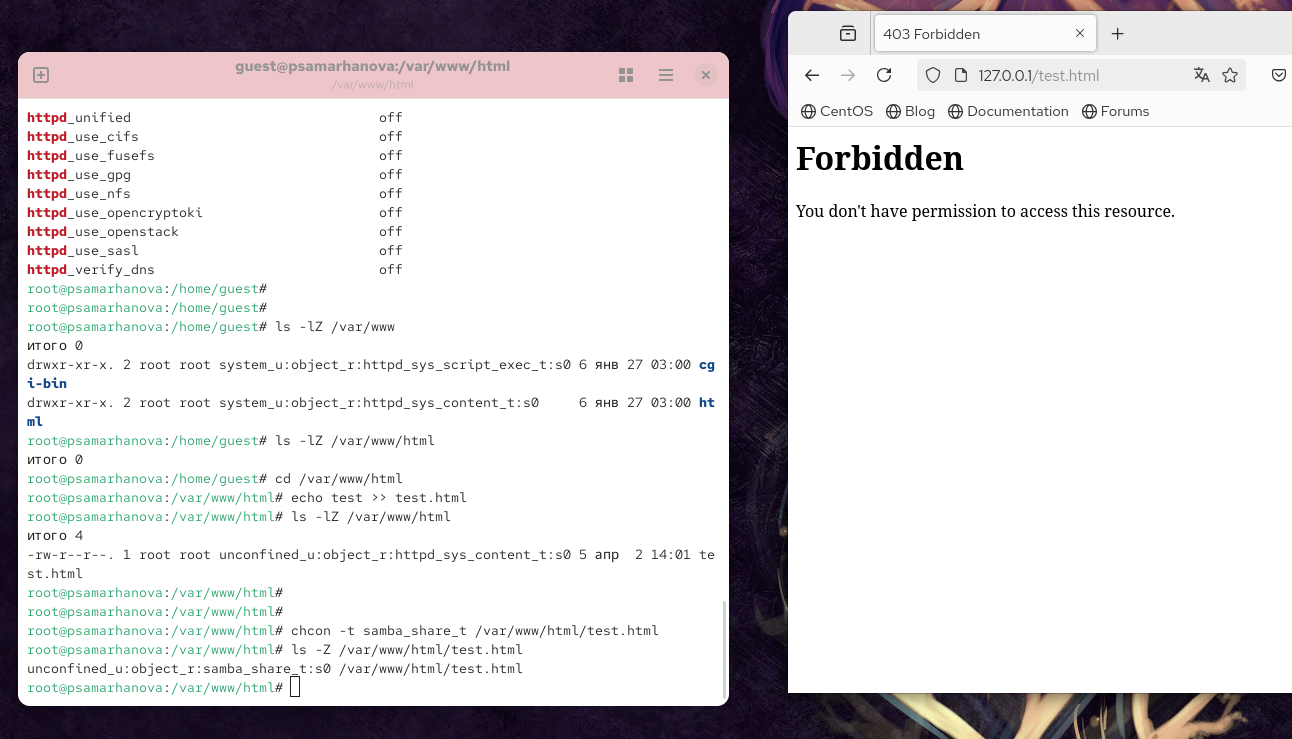 guest@psamarhanova:/var/www/html
/var/www/html
httpd_unified off
httpd_use_cifs off
httpd_use_fusefs off
httpd_use_gpg off
httpd_use_nfs off
httpd_use_opencryptoki off
httpd_use_openstack off
httpd_use_sasl off
httpd_verify_dns off
root@psamarhanova:/home/guest#
root@psamarhanova:/home/guest#
root@psamarhanova:/home/guest# ls -lZ /var/www
итого 0
drwxr-xr-x. 2 root root system_u:object_r:httpd_sys_script_exec_t:s0 6 янв 27 03:00 cg
i-bin
drwxr-xr-x. 2 root root system_u:object_r:httpd_sys_content_t:s0 6 янв 27 03:00 ht
ml
root@psamarhanova:/home/guest# ls -lZ /var/www/html
итого 0
root@psamarhanova:/home/guest# cd /var/www/html
root@psamarhanova:/var/www/html# echo test >> test.html
root@psamarhanova:/var/www/html# ls -lZ /var/www/html
итого 4
-rw-r--r--. 1 root root unconfined_u:object_r:httpd_sys_content_t:s0 5 апр 2 14:01 te
st.html
root@psamarhanova:/var/www/html#
root@psamarhanova:/var/www/html#
root@psamarhanova:/var/www/html# chcon -t samba_share_t /var/www/html/test.html
root@psamarhanova:/var/www/html# ls -Z /var/www/html/test.html
unconfined_u:object_r:samba_share_t:s0 /var/www/html/test.html
root@psamarhanova:/var/www/html#
403 Forbidden
127.0.0.1/test.html
CentOS Blog Documentation Forums
Forbidden
You don't have permission to access this resource.